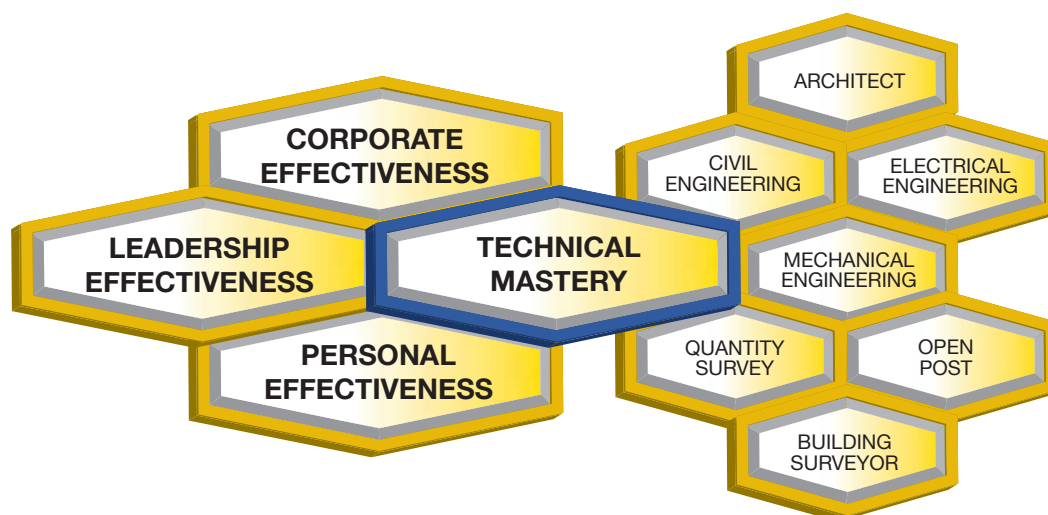 CORPORATE
EFFECTIVENESS
LEADERSHIP
EFFECTIVENESS
TECHNICAL
MASTERY
PERSONAL
EFFECTIVENESS
ARCHITECT
CIVIL
ENGINEERING
ELECTRICAL
ENGINEERING
MECHANICAL
ENGINEERING
QUANTITY
SURVEY
OPEN
POST
BUILDING
SURVEYOR